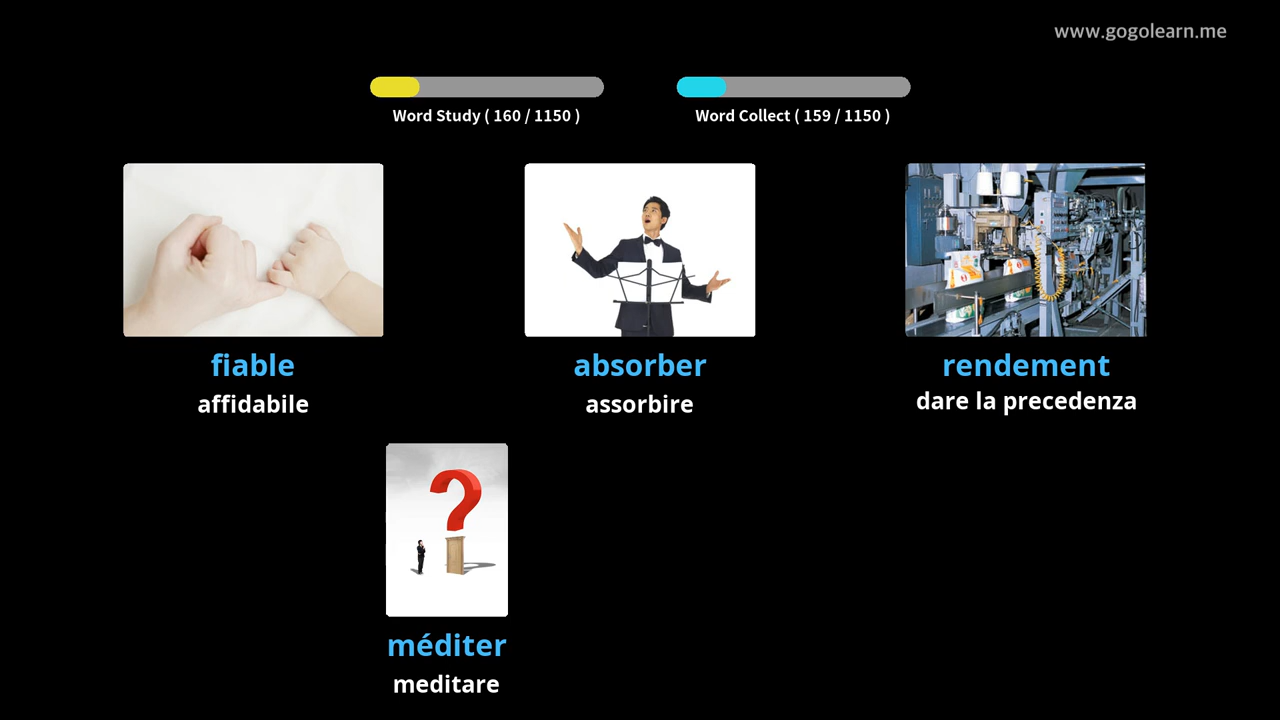 www.gogolearn.me
Word Study ( 160 / 1150 )
Word Collect ( 159 / 1150 )
fiable
affidabile
absorber
assorbire
rendement
dare la precedenza
?
méditer
meditare